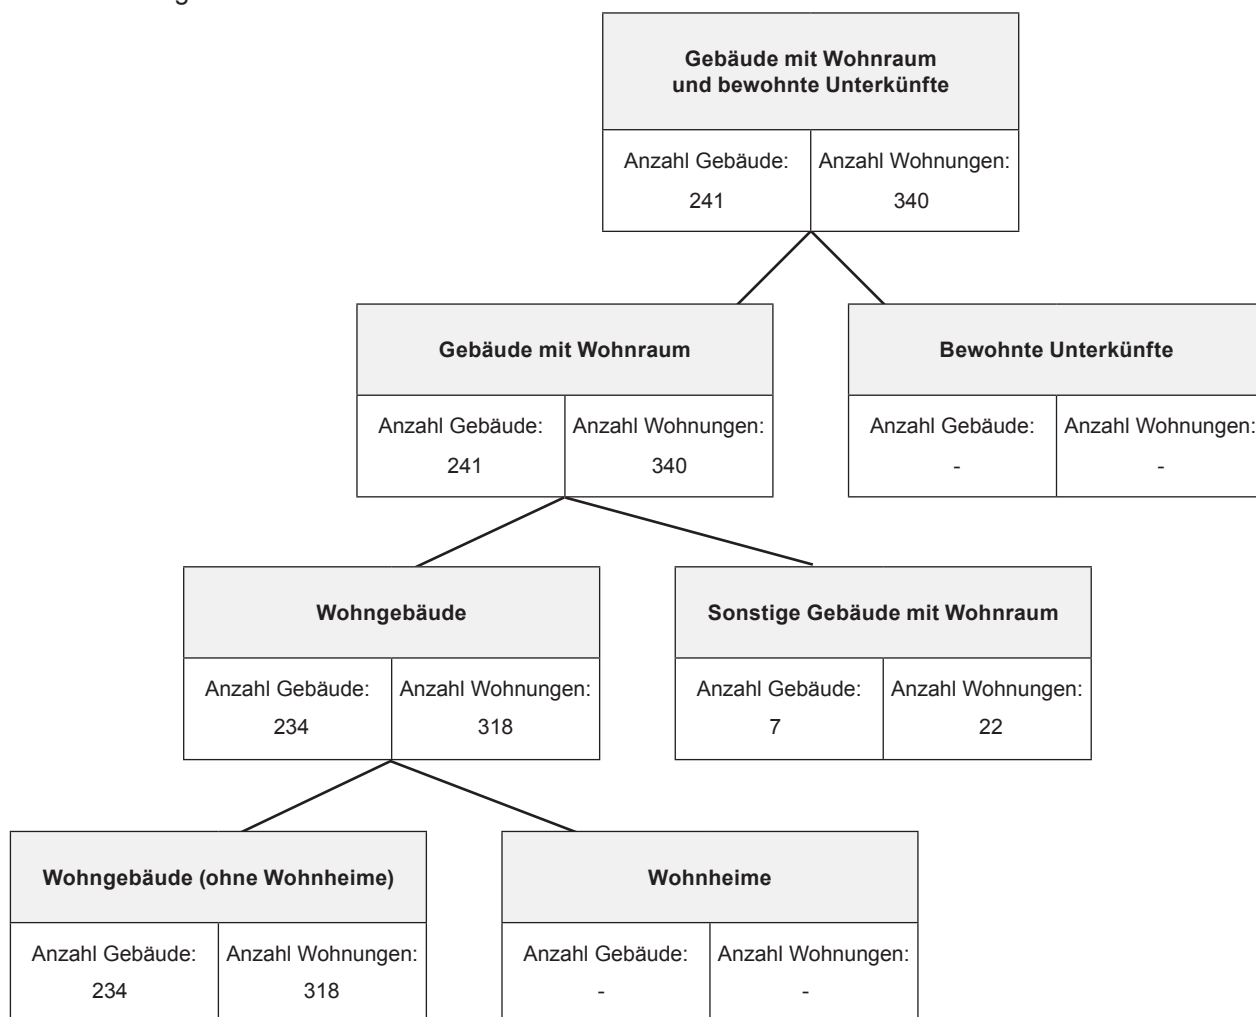 Gebäude mit Wohnraum
und bewohnte Unterkünfte
Anzahl Gebäude:
241
Anzahl Wohnungen:
340
Gebäude mit Wohnraum
Anzahl Gebäude:
241
Anzahl Wohnungen:
340
Bewohnte Unterkünfte
Anzahl Gebäude:
-
Anzahl Wohnungen:
-
Wohngebäude
Anzahl Gebäude:
234
Anzahl Wohnungen:
318
Sonstige Gebäude mit Wohnraum
Anzahl Gebäude:
7
Anzahl Wohnungen:
22
Wohngebäude (ohne Wohnheime)
Anzahl Gebäude:
234
Anzahl Wohnungen:
318
Wohnheime
Anzahl Gebäude:
-
Anzahl Wohnungen:
-